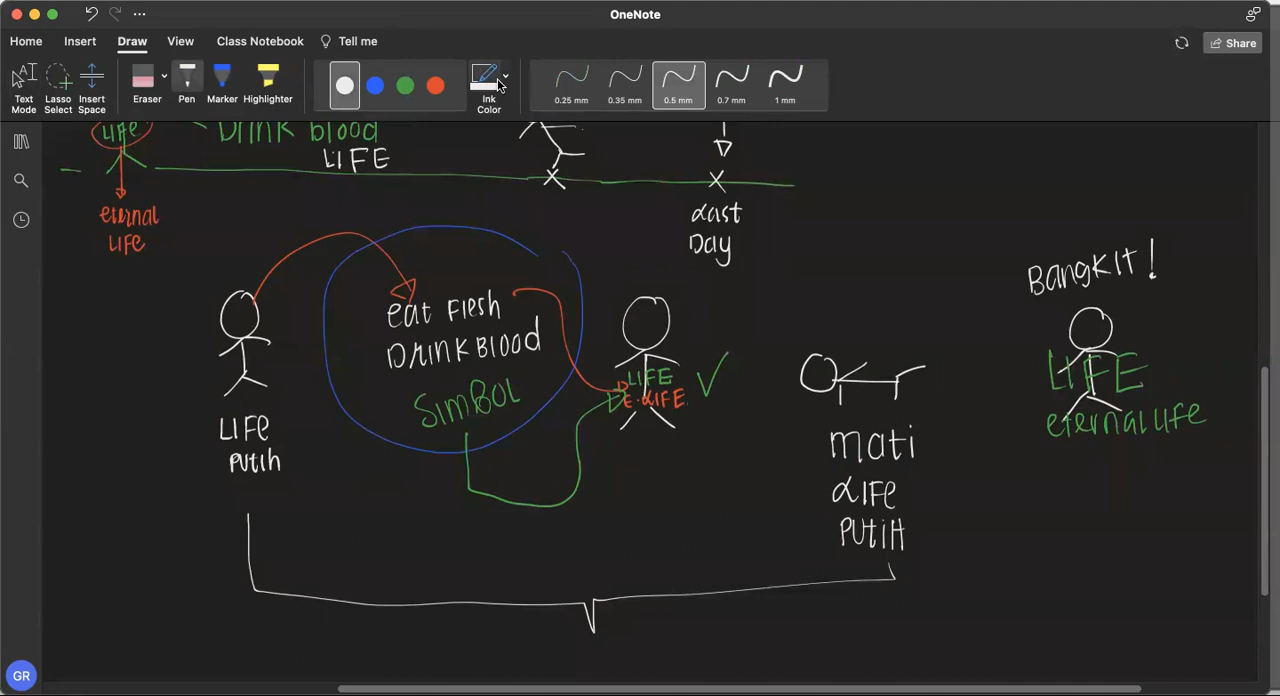 OneNote
Home Insert Draw View Class Notebook Tell me
Share
Text Mode
Lasso Select
Insert Space
Eraser
Pen
Marker
Highlighter
Ink Color
0.25 mm
0.35 mm
0.5 mm
0.7 mm
1 mm
LIFE
Drink blood
LIFE
eternal
LIFE
Last
Day
Bangkit!
eat Flesh
Drink Blood
SIMBOL
LIFE
E. LIFE.
LIFE
PUTIH
mati
LIFE
PUTIH
LIFE
eternal LIFE
GR